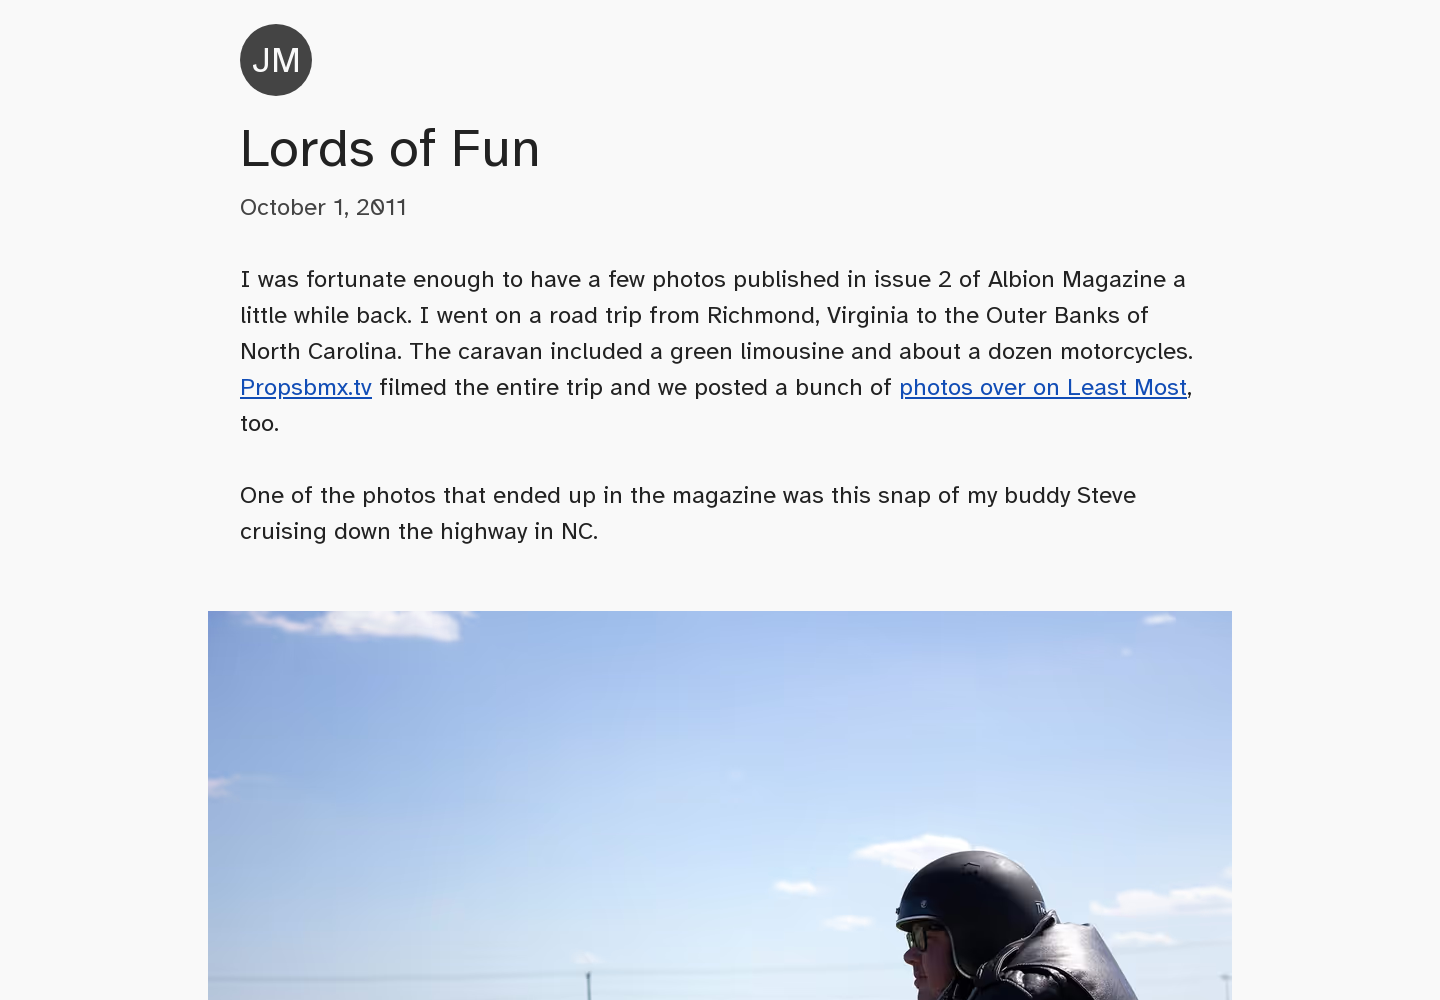 JM
Lords of Fun
October 1, 2011
I was fortunate enough to have a few photos published in issue 2 of Albion Magazine a
little while back. I went on a road trip from Richmond, Virginia to the Outer Banks of
North Carolina. The caravan included a green limousine and about a dozen motorcycles.
Propsbmx.tv filmed the entire trip and we posted a bunch of photos over on Least Most,
too.
One of the photos that ended up in the magazine was this snap of my buddy Steve
cruising down the highway in NC.